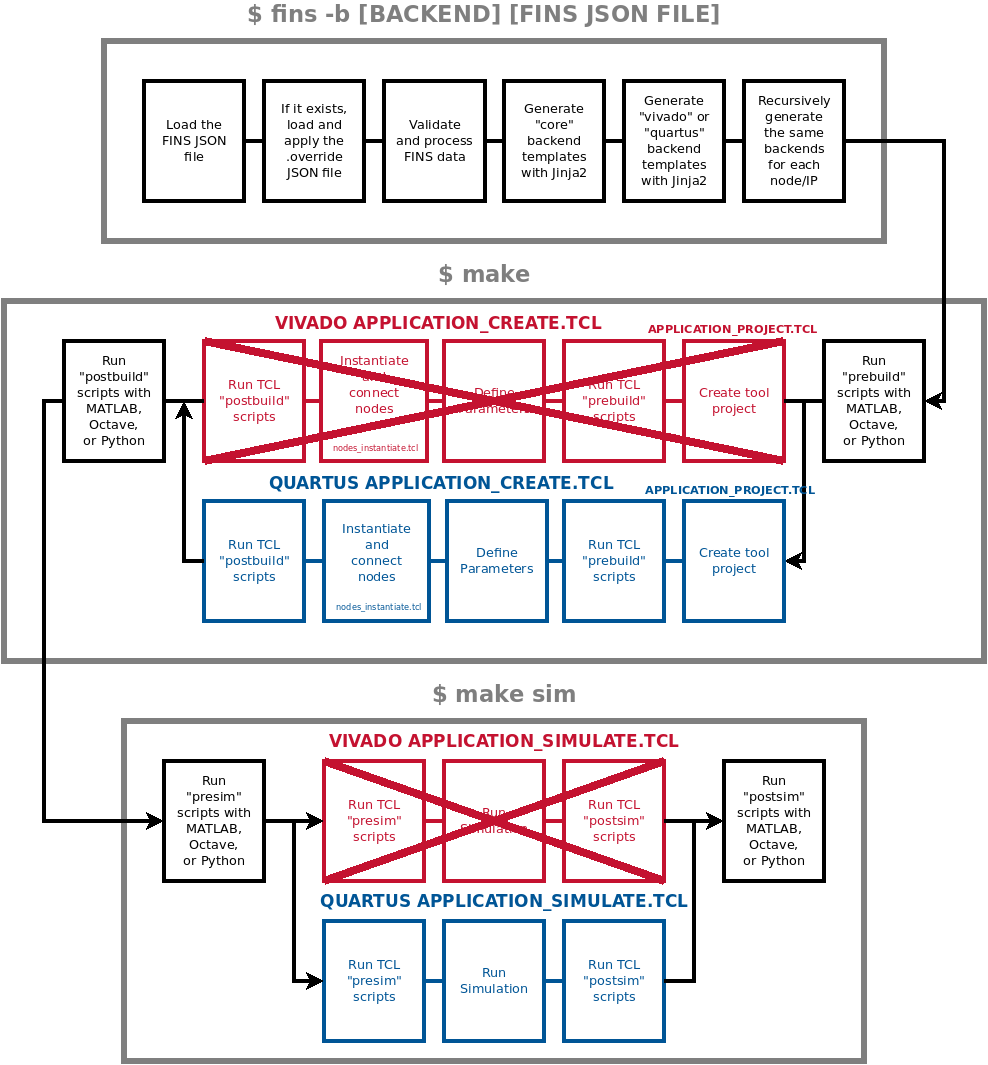 $ fins -b [BACKEND] [FINS JSON FILE]
Load the
FINS JSON
file
If it exists,
load and
apply the
.override
JSON file
Validate
and process
FINS data
Generate
"core"
backend
templates
with Jinja2
Generate
"vivado" or
"quartus"
backend
templates
with Jinja2
Recursively
generate
the same
backends
for each
node/IP
$ make
VIVADO APPLICATION_CREATE.TCL
APPLICATION_PROJECT.TCL
Run
"postbuild"
scripts with
MATLAB,
Octave,
or Python
Run TCL
"postbuild"
scripts
Instantiate
and
connect
nodes
nodes_instantiate.tcl
Define
Parameters
Run TCL
"prebuild"
scripts
Create tool
project
Run
"prebuild"
scripts with
MATLAB,
Octave,
or Python
QUARTUS APPLICATION_CREATE.TCL
APPLICATION_PROJECT.TCL
Run TCL
"postbuild"
scripts
Instantiate
and
connect
nodes
nodes_instantiate.tcl
Define
Parameters
Run TCL
"prebuild"
scripts
Create tool
project
$ make sim
VIVADO APPLICATION_SIMULATE.TCL
Run
"presim"
scripts with
MATLAB,
Octave,
or Python
Run TCL
"presim"
scripts
Run
Simulation
Run TCL
"postsim"
scripts
Run
"postsim"
scripts with
MATLAB,
Octave,
or Python
QUARTUS APPLICATION_SIMULATE.TCL
Run TCL
"presim"
scripts
Run
Simulation
Run TCL
"postsim"
scripts